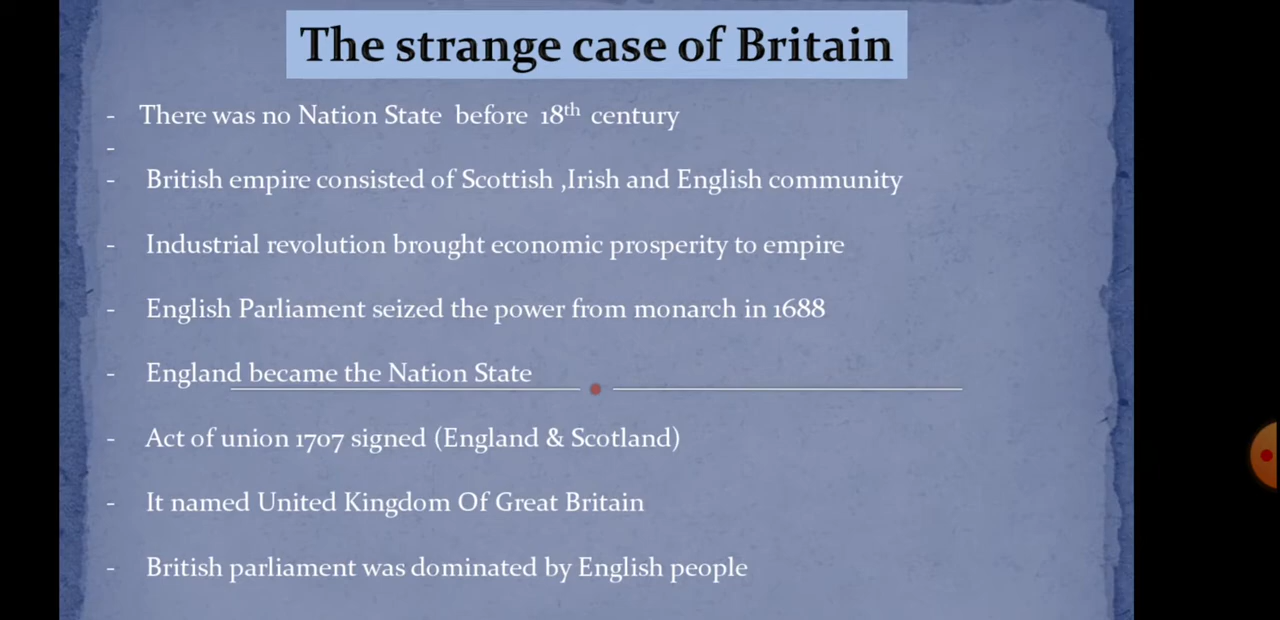 The strange case of Britain
- There was no Nation State before 18th century
-
- British empire consisted of Scottish ,Irish and English community
- Industrial revolution brought economic prosperity to empire
- English Parliament seized the power from monarch in 1688
- England became the Nation State
- Act of union 1707 signed (England & Scotland)
- It named United Kingdom Of Great Britain
- British parliament was dominated by English people